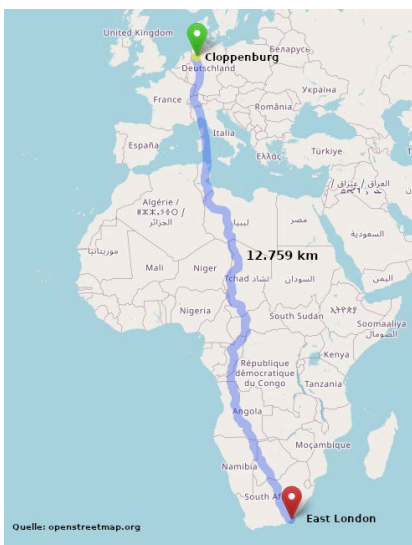 United Kingdom
Cloppenburg
Беларусь
Deutschland
Україна
France
România
Italia
España
Ελλάς
Türkiye
Algérie /
ⵍⵣⵣⴰⵢⴻⵔ /
الجزائر
ليبيا
مصر
السعودية
موريتانيا
12.759 km
Mali
Niger
Tchad تشاد
السودان
اليمن
Nigeria
South Sudan
ኢትዮጵያ
Soomaaliya
الصومال
Kenya
République
démocratique
du Congo
Tanzania
Angola
Moçambique
Namibia
South Af
East London
Quelle: openstreetmap.org